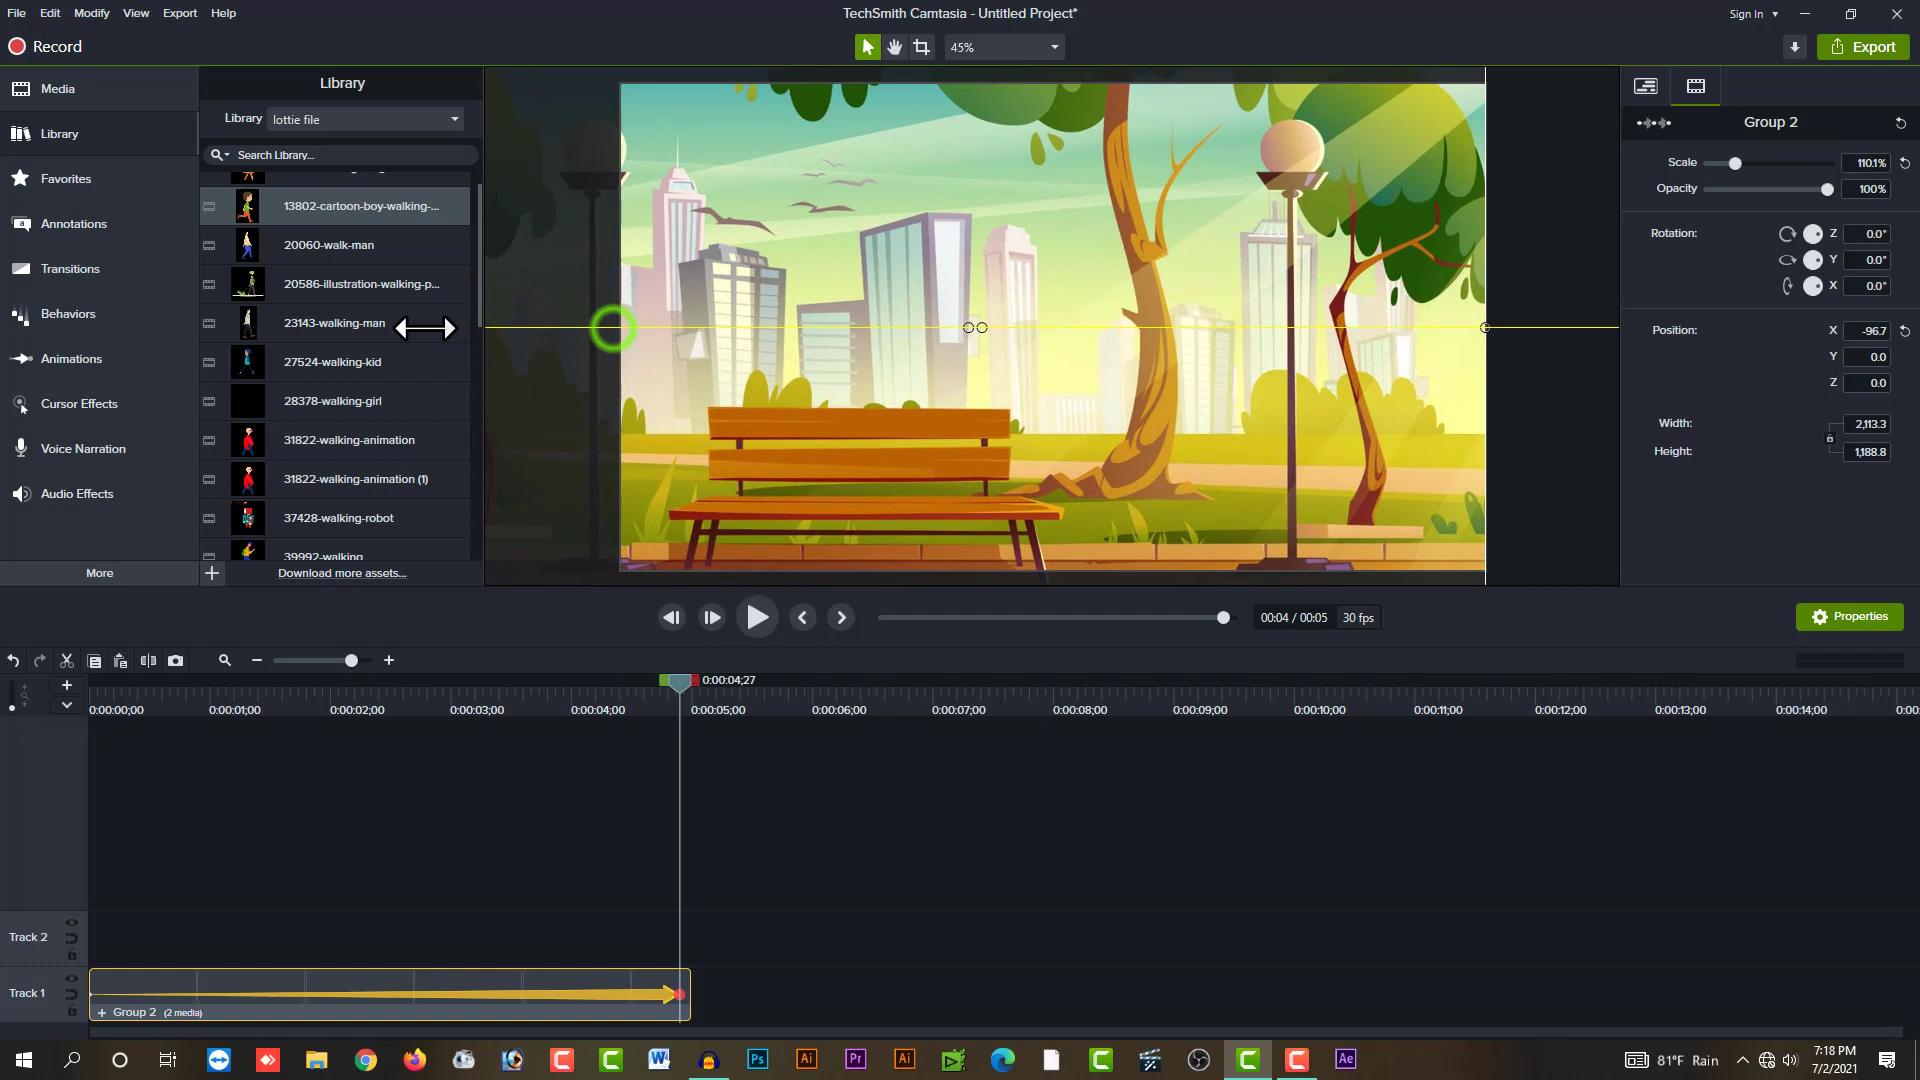 File Edit Modify View Export Help
TechSmith Camtasia - Untitled Project*
Sign In
Record
45%
Export
Media
Library
Favorites
Annotations
Transitions
Behaviors
Animations
Cursor Effects
Voice Narration
Audio Effects
More
Library
Library lottie file
Search Library...
13802-cartoon-boy-walking-...
20060-walk-man
20586-illustration-walking-p...
23143-walking-man
27524-walking-kid
28378-walking-girl
31822-walking-animation
31822-walking-animation (1)
37428-walking-robot
39992-walking
Download more assets...
Group 2
Scale 110.1%
Opacity 100%
Rotation: Z 0.0°
Y 0.0°
X 0.0°
Position: X -96.7
Y 0.0
Z 0.0
Width: 2,113.3
Height: 1,188.8
00:04 / 00:05 30 fps
Properties
0:00:04;27
0:00:00;00 0:00:01;00 0:00:02;00 0:00:03;00 0:00:04;00 0:00:05;00 0:00:06;00 0:00:07;00 0:00:08;00 0:00:09;00 0:00:10;00 0:00:11;00 0:00:12;00 0:00:13;00 0:00:14;00 0:00
Track 2
Track 1
+ Group 2 (2 media)
Ps Ai Pr Ai Ae
81°F Rain
7:18 PM
7/2/2021